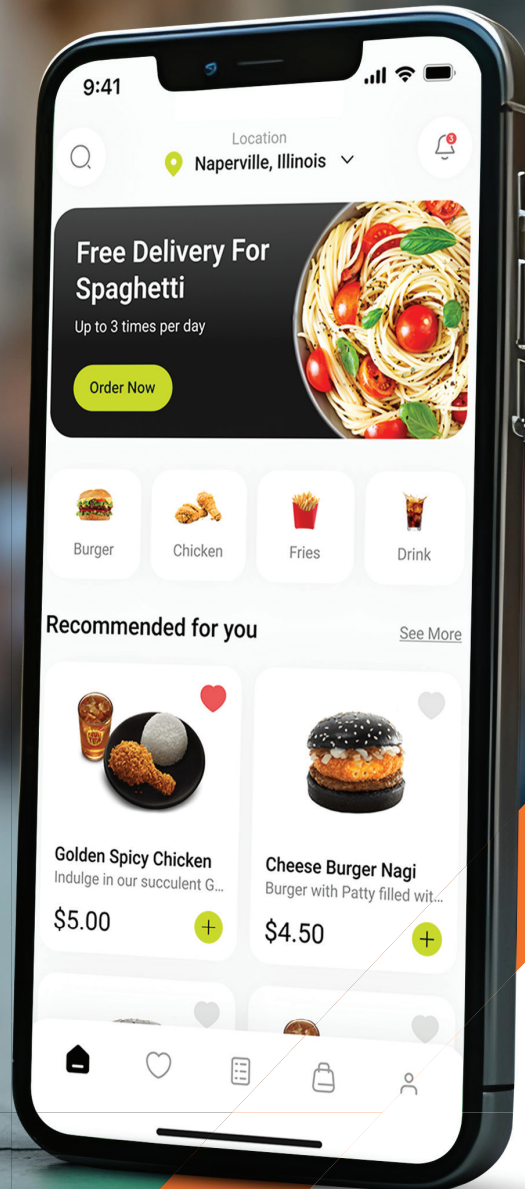 9:41
Location
Naperville, Illinois
3
Free Delivery For
Spaghetti
Up to 3 times per day
Order Now
Burger
Chicken
Fries
Drink
Recommended for you
See More
Golden Spicy Chicken
Indulge in our succulent G...
$5.00
Cheese Burger Nagi
Burger with Patty filled wit...
$4.50